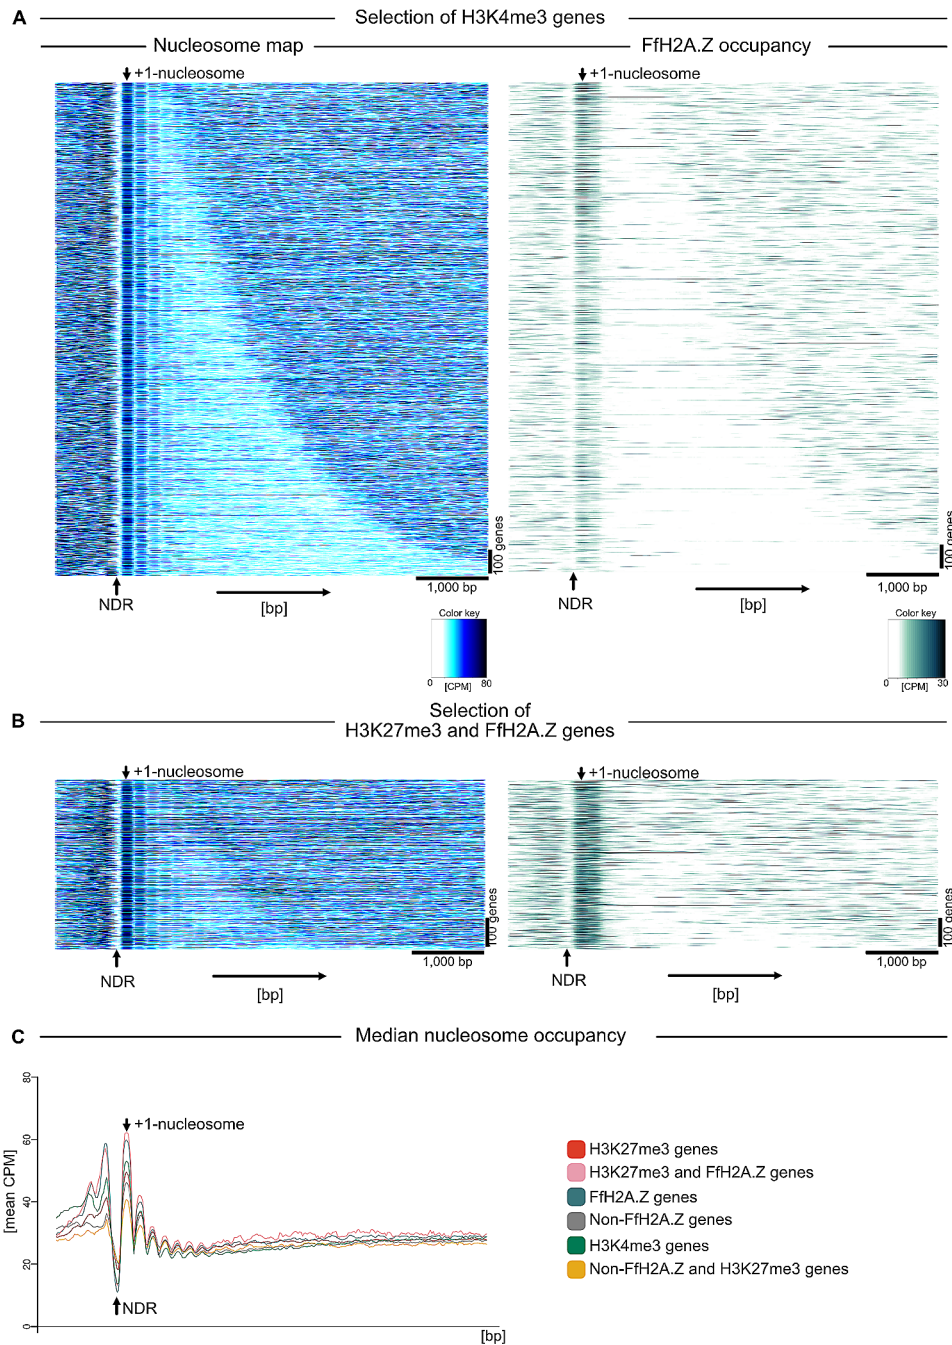 A
Selection of H3K4me3 genes
Nucleosome map
FfH2A.Z occupancy
+1-nucleosome
+1-nucleosome
100 genes
100 genes
1,000 bp
1,000 bp
NDR
[bp]
NDR
[bp]
Color key
0 [CPM] 80
Color key
0 [CPM] 30
B
Selection of
H3K27me3 and FfH2A.Z genes
+1-nucleosome
+1-nucleosome
100 genes
100 genes
1,000 bp
1,000 bp
NDR
[bp]
NDR
[bp]
C
Median nucleosome occupancy
80
60
40
20
0
[mean CPM]
+1-nucleosome
NDR
[bp]
H3K27me3 genes
H3K27me3 and FfH2A.Z genes
FfH2A.Z genes
Non-FfH2A.Z genes
H3K4me3 genes
Non-FfH2A.Z and H3K27me3 genes